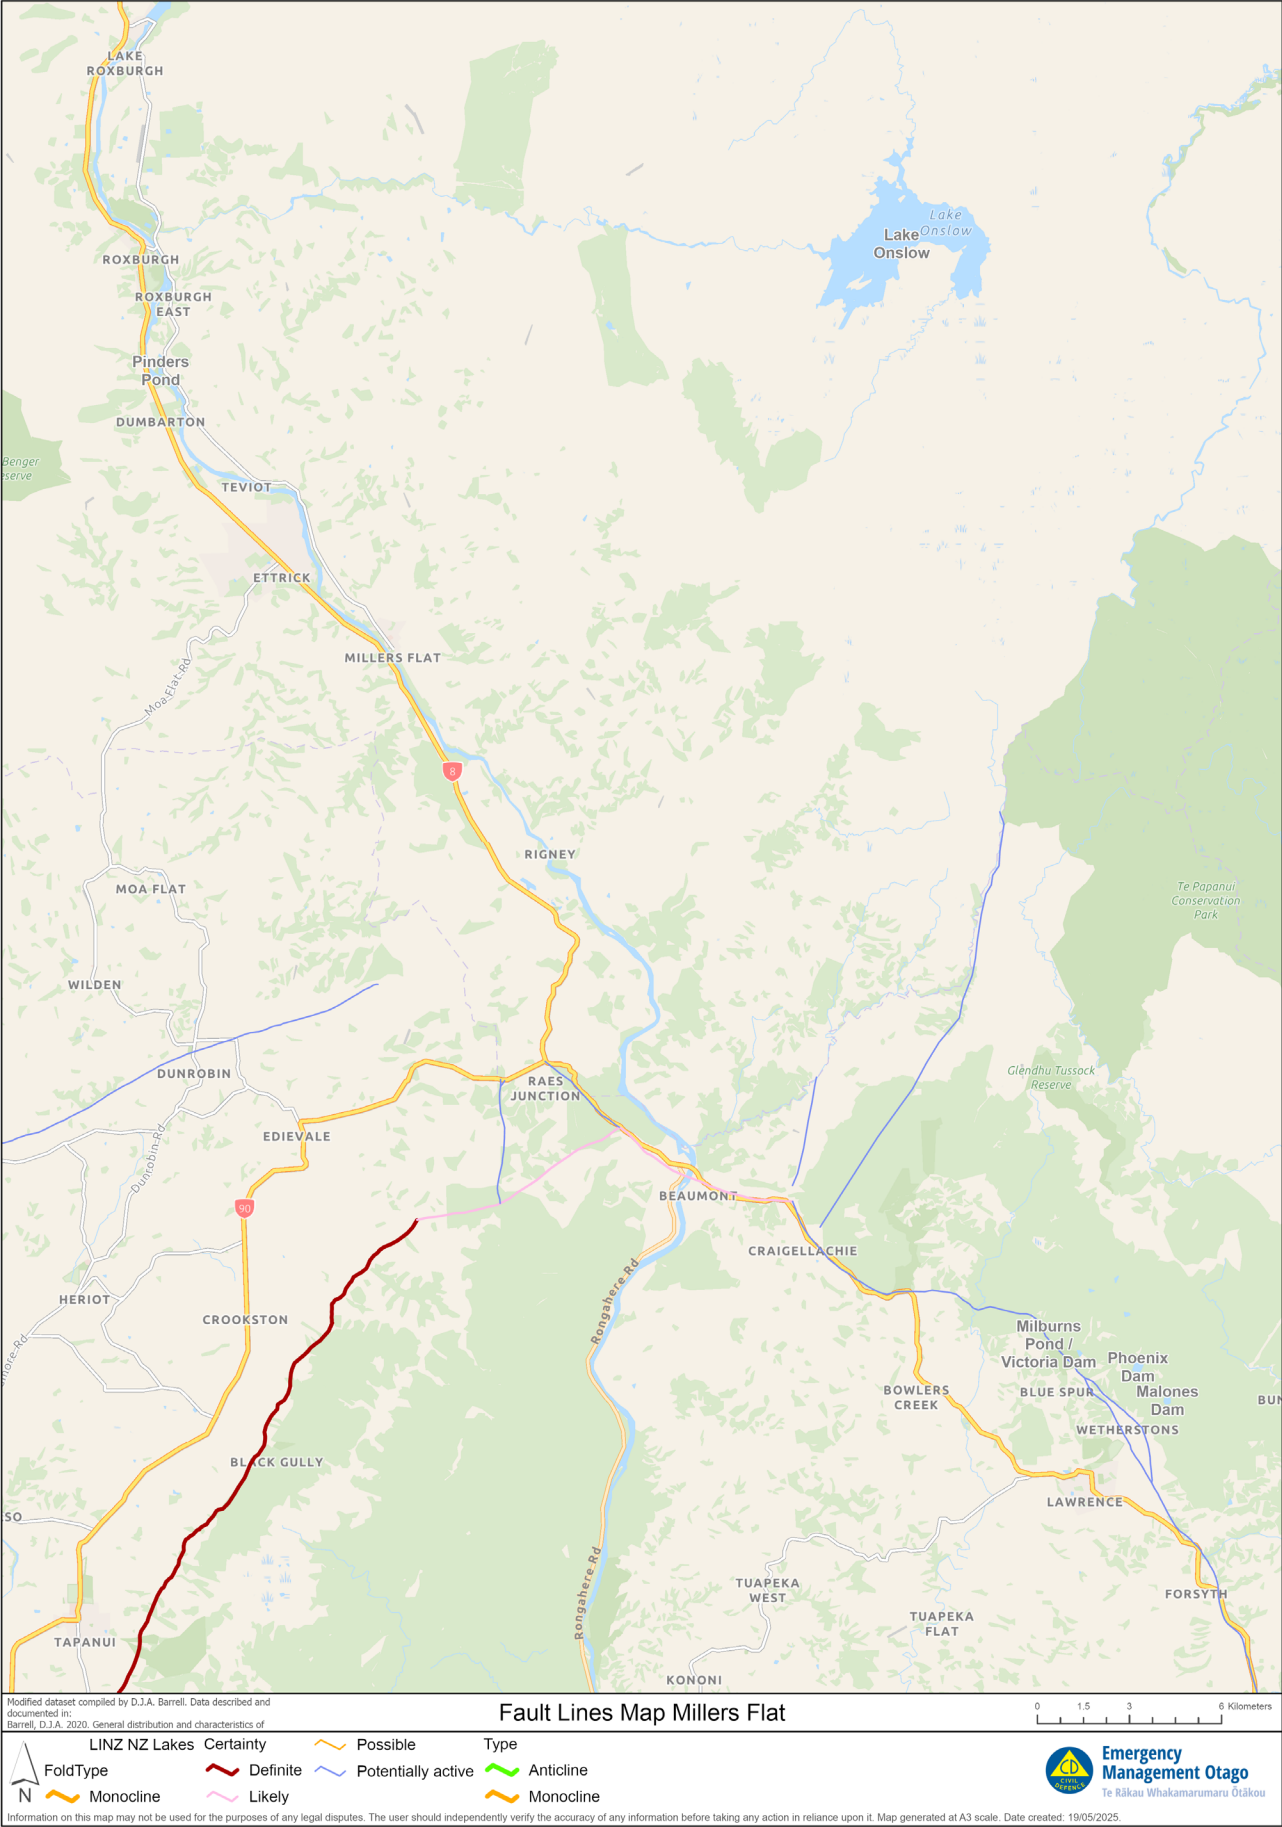 LAKE
ROXBURGH
Lake
Onslow
Lake
Onslow
ROXBURGH
ROXBURGH
EAST
Pinders
Pond
DUMBARTON
Benger
eserve
TEVIOT
ETTRICK
MILLERS FLAT
Moa Flat Rd
8
RIGNEY
MOA FLAT
Te Papanui
Conservation
Park
WILDEN
DUNROBIN
RAES
JUNCTION
Glendhu Tussock
Reserve
EDIEVALE
Dunrobin Rd
90
BEAUMONT
CRAIGELLACHIE
HERIOT
CROOKSTON
Rongahere Rd
more Rd
Milburns
Pond /
Victoria Dam
Phoenix
Dam
Malones
Dam
BOWLERS
CREEK
BLUE SPUR
BUN
WETHERSTONS
BLACK GULLY
LAWRENCE
SO
Rongahere Rd
TUAPEKA
WEST
FORSYTH
TUAPEKA
FLAT
TAPANUI
KONONI
Modified dataset compiled by D.J.A. Barrell. Data described and
documented in:
Barrell, D.J.A. 2020. General distribution and characteristics of
Fault Lines Map Millers Flat
0 1.5 3 6 Kilometers
N
LINZ NZ Lakes
FoldType
Monocline
Certainty
Definite
Likely
Possible
Potentially active
Type
Anticline
Monocline
CD
CIVIL
DEFENCE
Emergency
Management Otago
Te Rākau Whakamarumaru Ōtākou
Information on this map may not be used for the purposes of any legal disputes. The user should independently verify the accuracy of any information before taking any action in reliance upon it. Map generated at A3 scale. Date created: 19/05/2025.